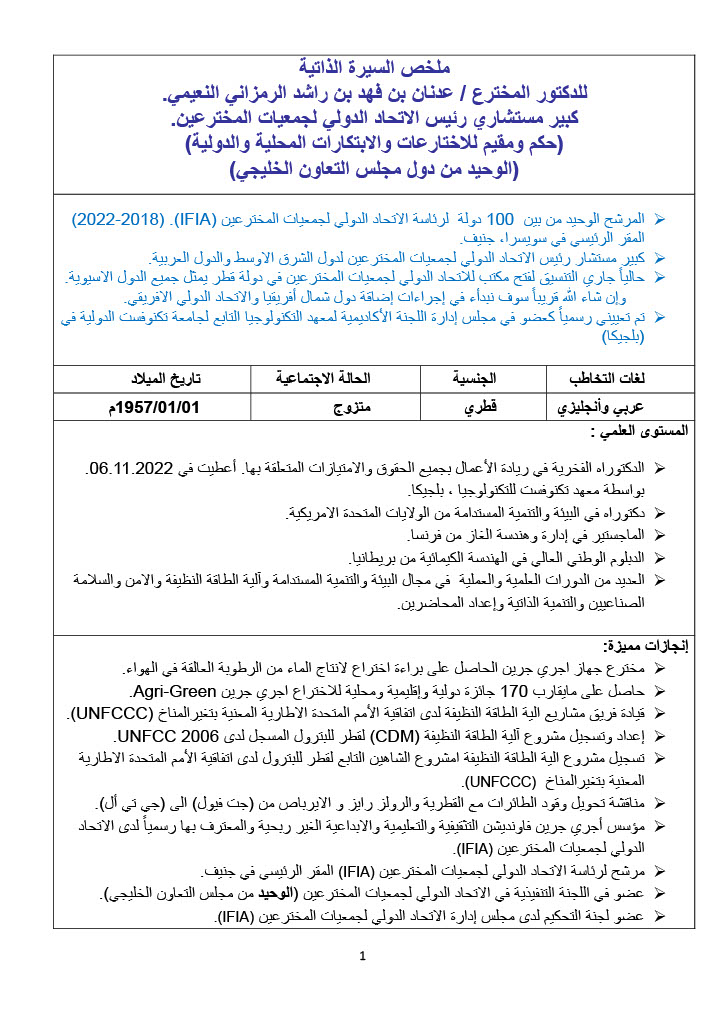 ملخص السيرة الذاتية
للدكتور المخترع / عدنان بن فهد بن راشد الرمزاني النعيمي.
كبير مستشاري رئيس الاتحاد الدولي لجمعيات المخترعين.
(حكم ومقيم للاختارعات والابتكارات المحلية والدولية)
(الوحيد من دول مجلس التعاون الخليجي)
➢ المرشح الوحيد من بين 100 دولة لرئاسة الاتحاد الدولي لجمعيات المخترعين (IFIA). (2018-2022)
المقر الرئيسي في سويسرا، جنيف.
➢ كبير مستشار رئيس الاتحاد الدولي لجمعيات المخترعين لدول الشرق الاوسط والدول العربية.
➢ حالياً جاري التنسيق لفتح مكتب للاتحاد الدولي لجمعيات المخترعين في دولة قطر يمثل جميع الدول الاسيوية.
وإن شاء الله قريباً سوف نبدأء في إجراءات إضافة دول شمال أفريقيا والاتحاد الدولي الافريقي.
➢ تم تعييني رسمياً كعضو في مجلس إدارة اللجنة الأكاديمية لمعهد التكنولوجيا التابع لجامعة تكنوفست الدولية في
(بلجيكا)
لغات التخاطب الجنسية الحالة الاجتماعية تاريخ الميلاد
عربي وأنجليزي قطري متزوج 1957/01/01م
المستوى العلمي :
➢ الدكتوراه الفخرية في ريادة الأعمال بجميع الحقوق والامتيازات المتعلقة بها. أعطيت في 06.11.2022.
بواسطة معهد تكنوفست للتكنولوجيا ، بلجيكا.
➢ دكتوراه في البيئة والتنمية المستدامة من الولايات المتحدة الامريكية.
➢ الماجستير في إدارة وهندسة الغاز من فرنسا.
➢ الدبلوم الوطني العالي في الهندسة الكيمائية من بريطانيا.
➢ العديد من الدورات العلمية والعملية في مجال البيئة والتنمية المستدامة وآلية الطاقة النظيفة والامن والسلامة
الصناعيين والتنمية الذاتية وإعداد المحاضرين.
إنجازات مميزة:
➢ مخترع جهاز اجري جرين الحاصل على براءة اختراع لانتاج الماء من الرطوبة العالقة في الهواء.
➢ حاصل على مايقارب 170 جائزة دولية وإقليمية ومحلية للاختراع اجري جرين Agri-Green.
➢ قيادة فريق مشاريع الية الطاقة النظيفة لدى اتفاقية الأمم المتحدة الاطارية المعنية بتغيرالمناخ (UNFCCC).
➢ إعداد وتسجيل مشروع آلية الطاقة النظيفة (CDM) لقطر للبترول المسجل لدى UNFCC 2006.
➢ تسجيل مشروع الية الطاقة النظيفة امشروع الشاهين التابع لقطر للبترول لدى اتفاقية الأمم المتحدة الاطارية
المعنية بتغيرالمناخ (UNFCCC).
➢ مناقشة تحويل وقود الطائرات مع القطرية والرولز رايز و الايرباص من (جت فيول) الى (جي تي أل).
➢ مؤسس أجري جرين فاونديشن التثقيفية والتعليمية والابداعية الغير ربحية والمعترف بها رسمياً لدى الاتحاد
الدولي لجمعيات المخترعين (IFIA).
➢ مرشح لرئاسة الاتحاد الدولي لجمعيات المخترعين (IFIA) المقر الرئيسي في جنيف.
➢ عضو في اللجنة التنفيذية في الاتحاد الدولي لجمعيات المخترعين (الوحيد من مجلس التعاون الخليجي).
➢ عضو لجنة التحكيم لدى مجلس إدارة الاتحاد الدولي لجمعيات المخترعين (IFIA).
1